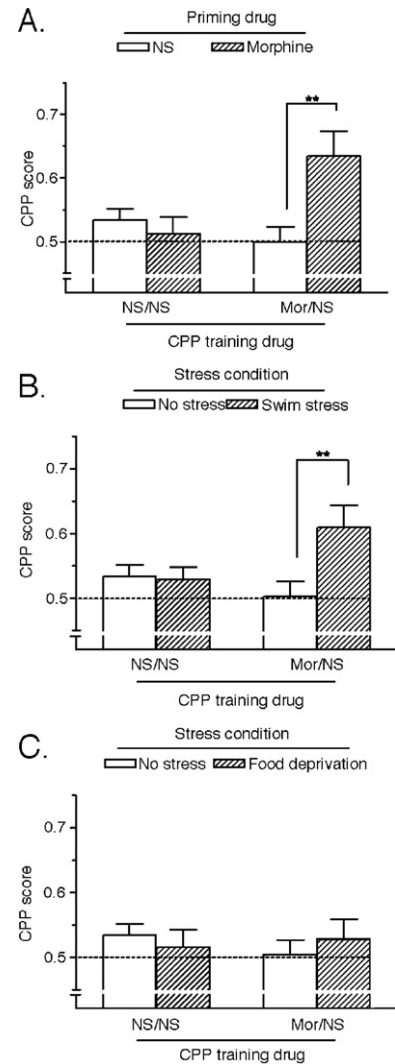 A.
Priming drug
NS Morphine
**
0.7
0.6
0.5
CPP score
NS/NS Mor/NS
CPP training drug
B.
Stress condition
No stress Swim stress
**
0.7
0.6
0.5
CPP score
NS/NS Mor/NS
CPP training drug
C.
Stress condition
No stress Food deprivation
0.7
0.6
0.5
CPP score
NS/NS Mor/NS
CPP training drug